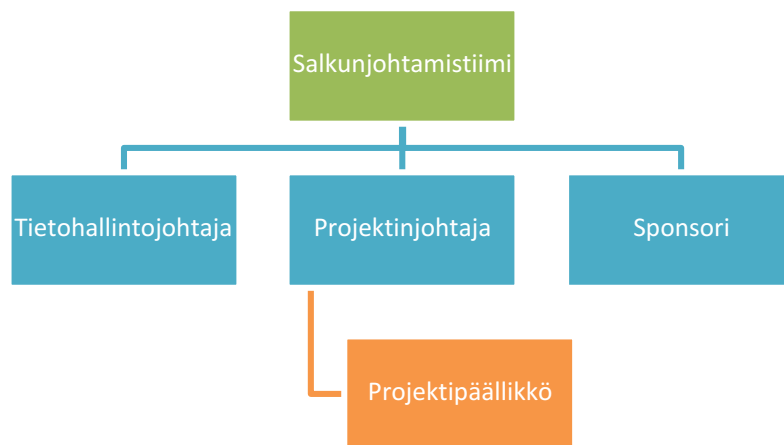 Salkunjohtamistiimi
Tietohallintojohtaja
Projektinjohtaja
Sponsori
Projektipäällikkö